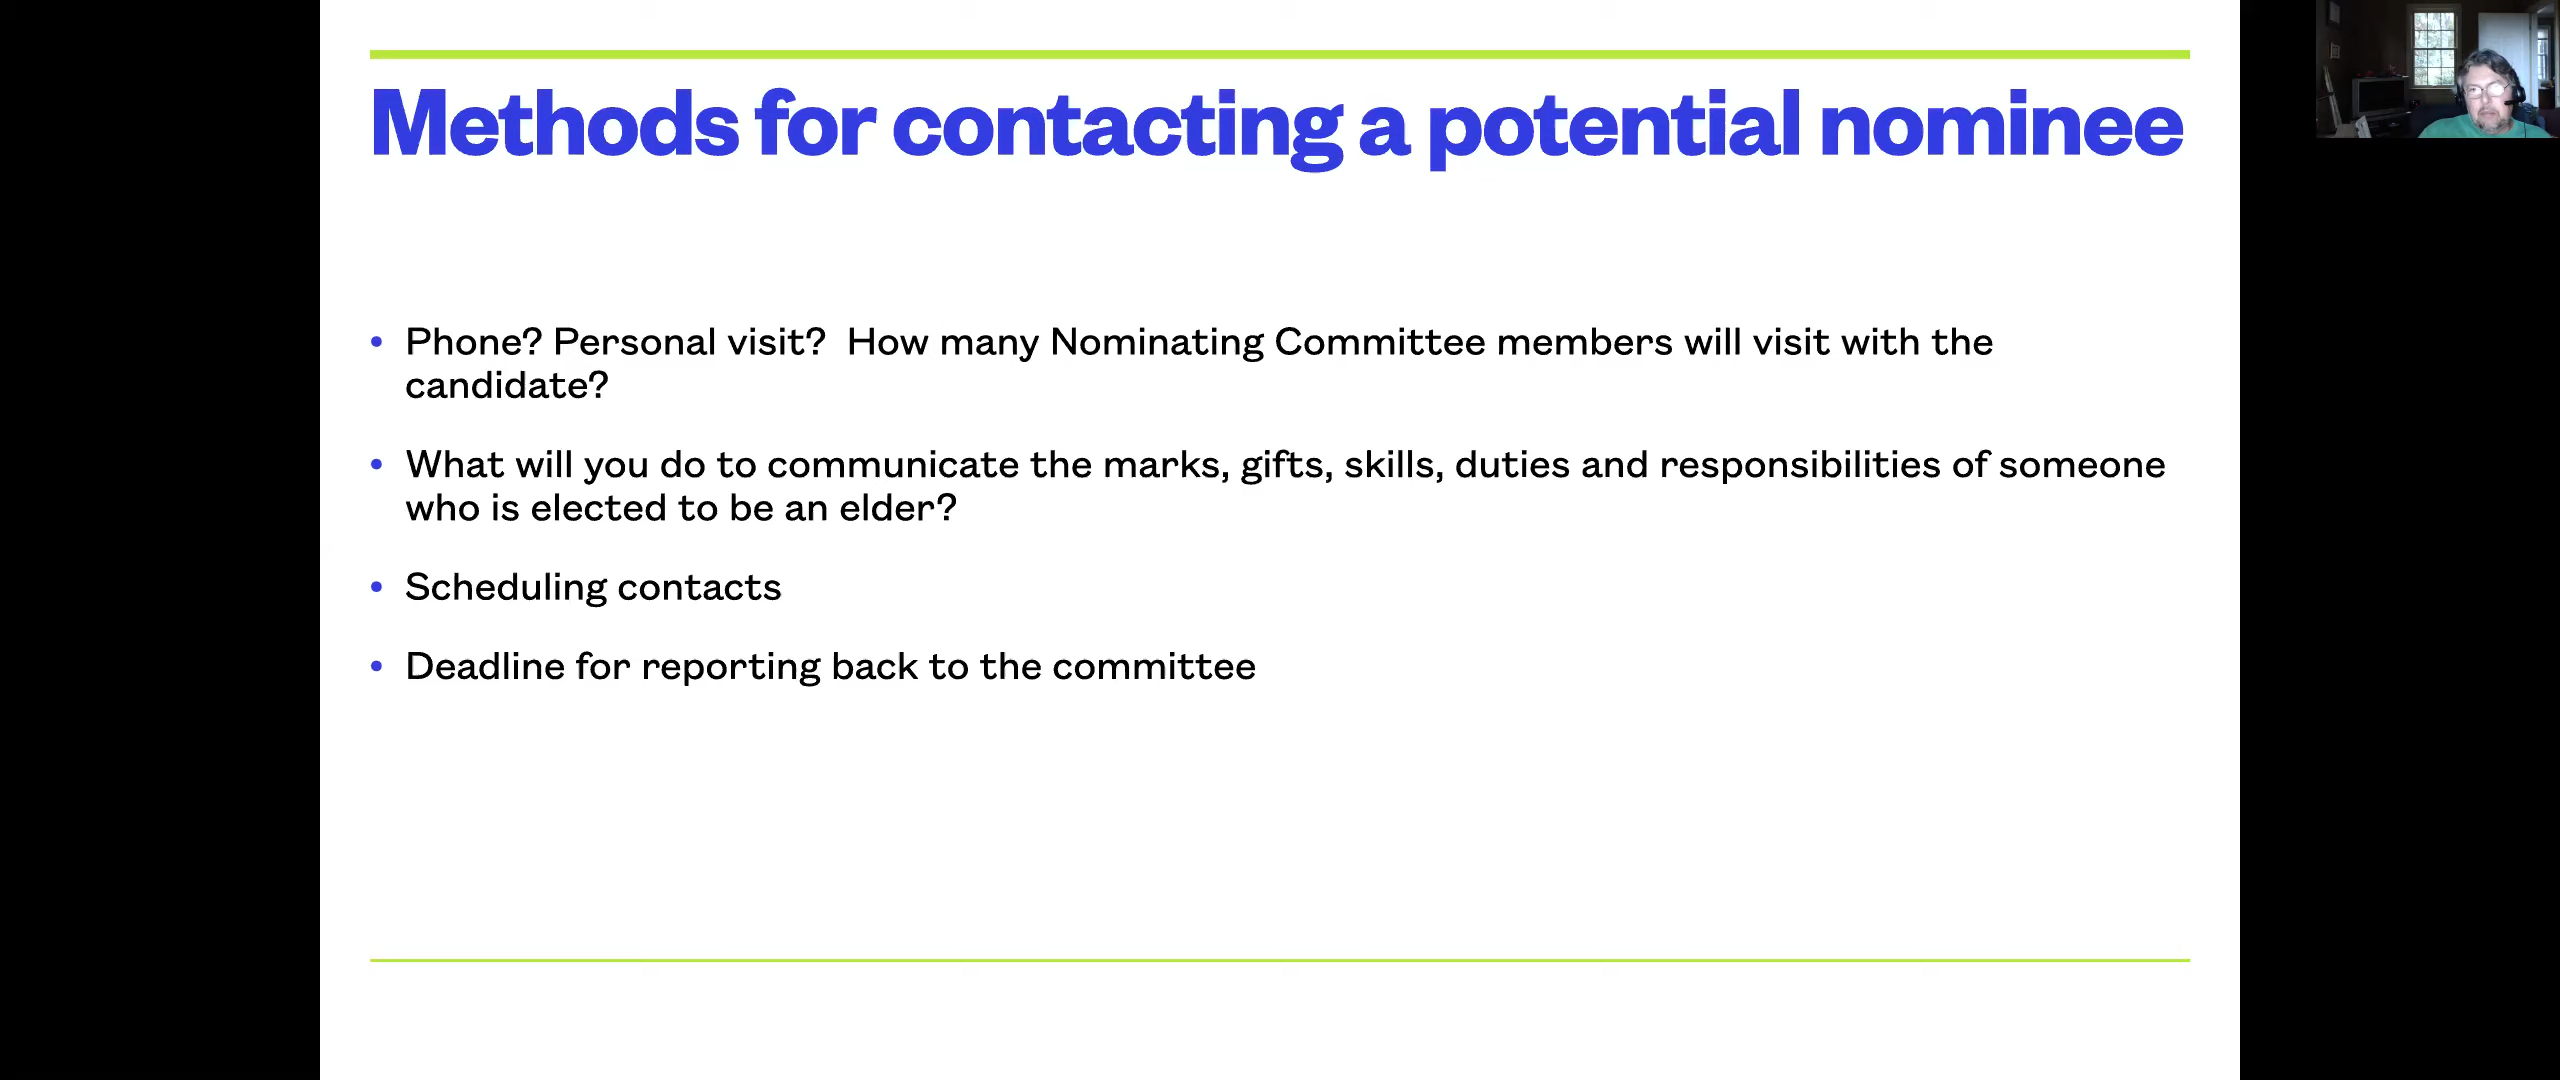 Methods for contacting a potential nominee
• Phone? Personal visit?  How many Nominating Committee members will visit with the
candidate?
• What will you do to communicate the marks, gifts, skills, duties and responsibilities of someone
who is elected to be an elder?
• Scheduling contacts
• Deadline for reporting back to the committee